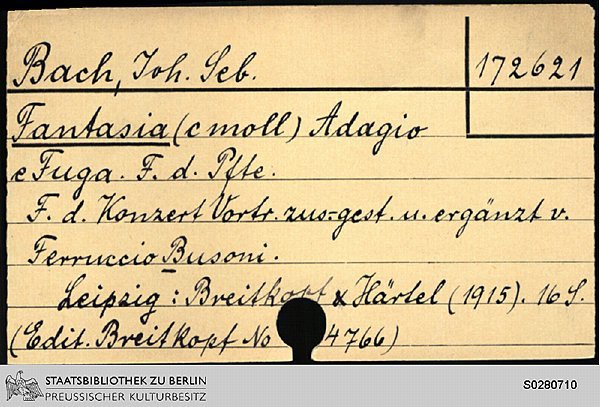 Bach, Joh. Seb.
172621
Fantasia (c moll) Adagio
e Fuga. F. d. Pfte.
F. d. Konzert Vortr. zus=gest. u. ergänzt v.
Ferruccio Busoni.
Leipzig: Breitkopf & Härtel (1915). 16 S.
(Edit. Breitkopf No 4766)
STAATSBIBLIOTHEK ZU BERLIN
PREUSSISCHER KULTURBESITZ
S0280710